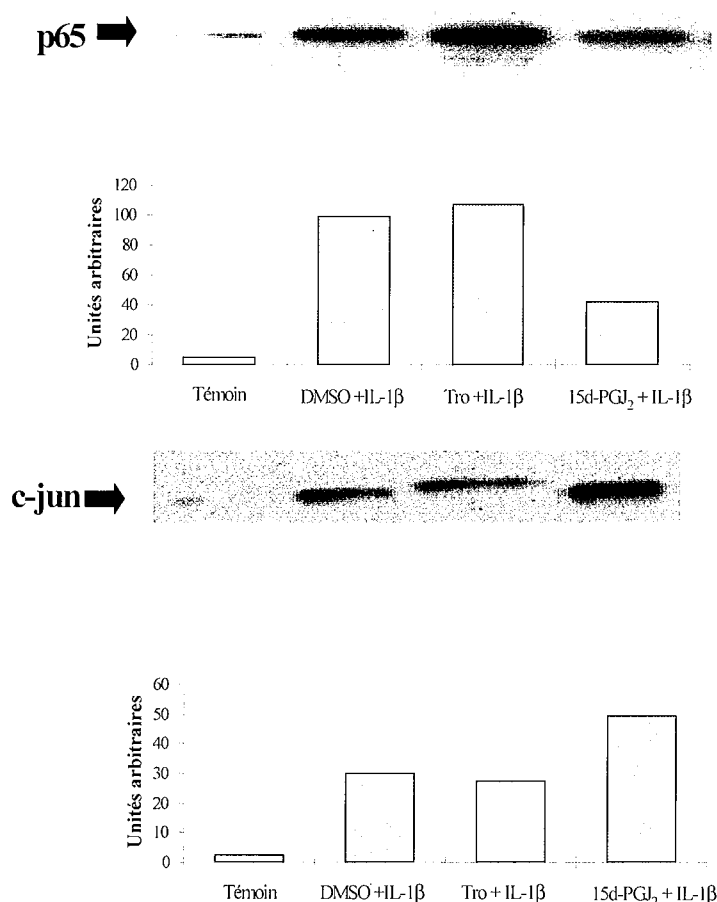 p65
Unités arbitraires
120
100
80
60
40
20
0
Témoin
DMSO +IL-1β
Tro +IL-1β
15d-PGJ₂ + IL-1β
c-jun
Unités arbitraires
60
50
40
30
20
10
0
Témoin
DMSO +IL-1β
Tro + IL-1β
15d-PGJ₂ + IL-1β